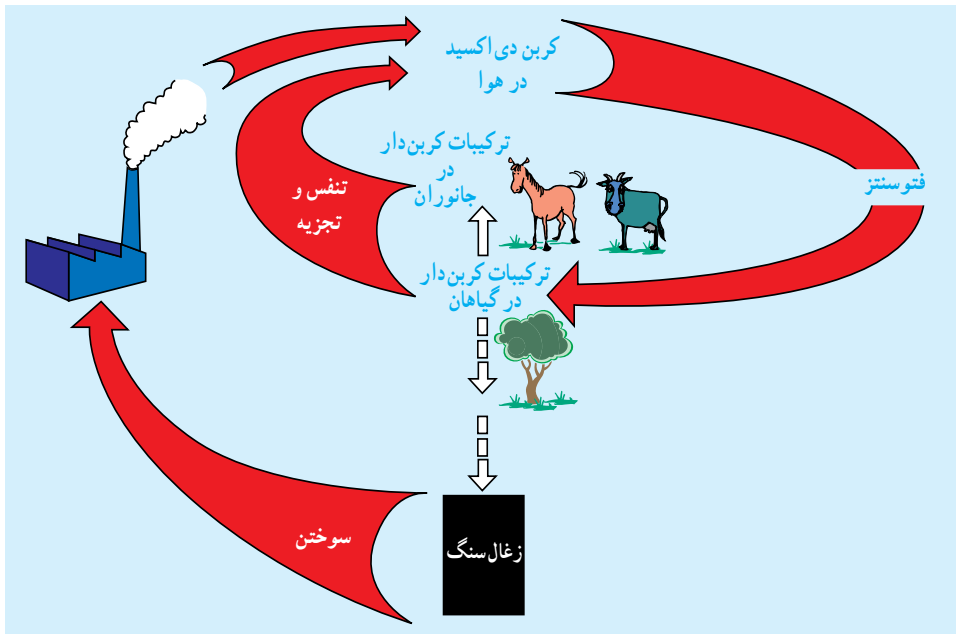 کربن دی اکسید
در هوا
ترکیبات کربن‌دار
در
جانوران
تنفس و
تجزیه
فتوسنتز
ترکیبات کربن‌دار
در گیاهان
سوختن
زغال سنگ